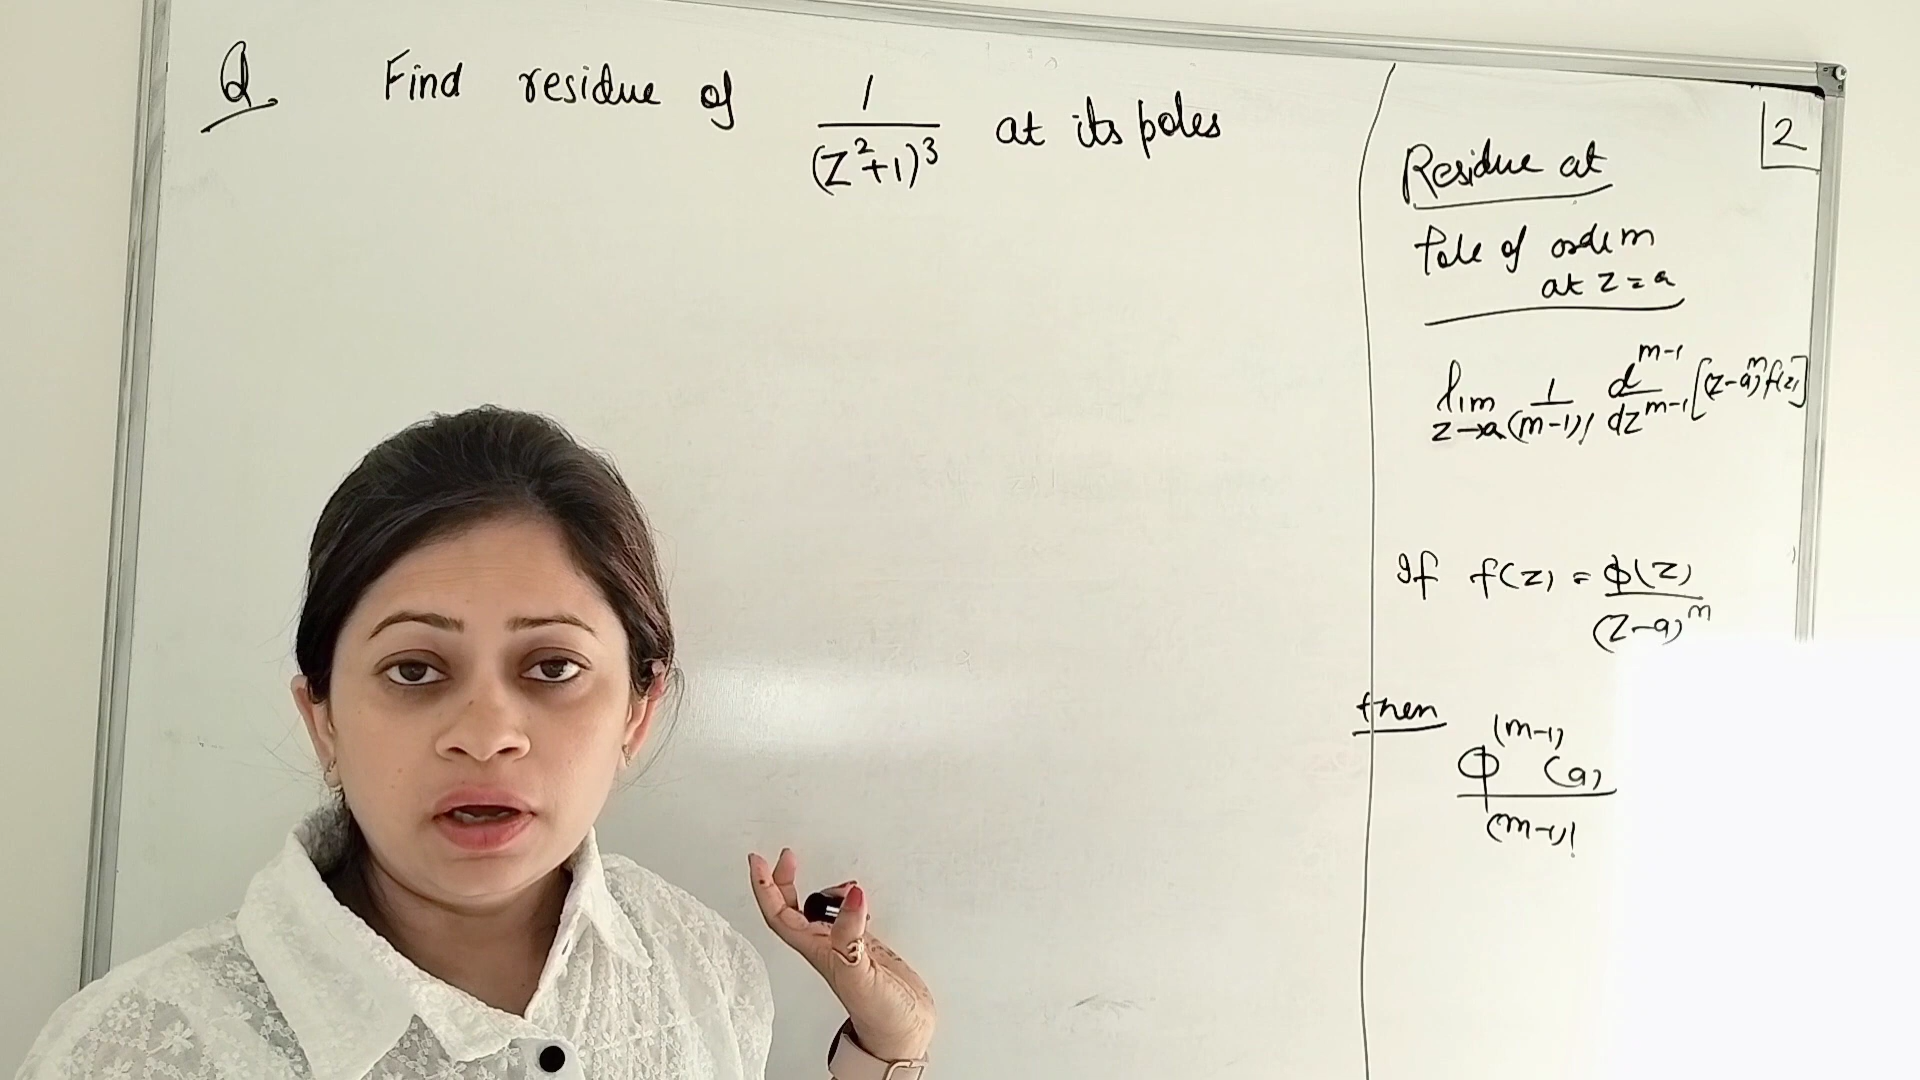 Q. Find residue of 1/(Z²+1)³ at its poles
2
Residue at
Pole of order m
at z = a
lim z→a 1/(m-1)! d^(m-1)/dz^(m-1) [(z-a)^m f(z)]
If f(z) = Φ(z)/(z-a)^m
then
Φ^(m-1)(a)/(m-1)!